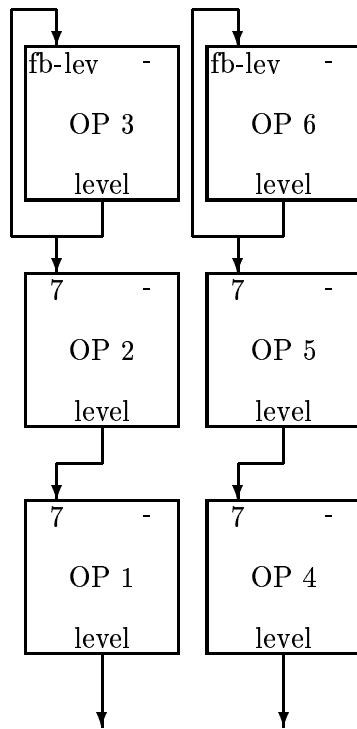 fb-lev - fb-lev -
OP 3 OP 6
level level
7 - 7 -
OP 2 OP 5
level level
7 - 7 -
OP 1 OP 4
level level